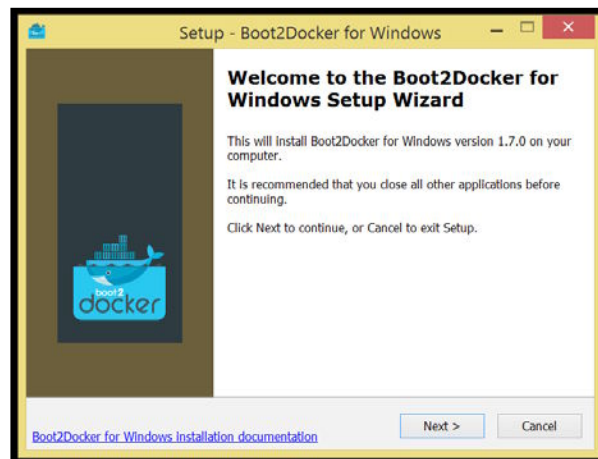 Setup - Boot2Docker for Windows
Welcome to the Boot2Docker for
Windows Setup Wizard
This will install Boot2Docker for Windows version 1.7.0 on your
computer.
It is recommended that you close all other applications before
continuing.
Click Next to continue, or Cancel to exit Setup.
boot2
docker
Boot2Docker for Windows installation documentation
Next >
Cancel